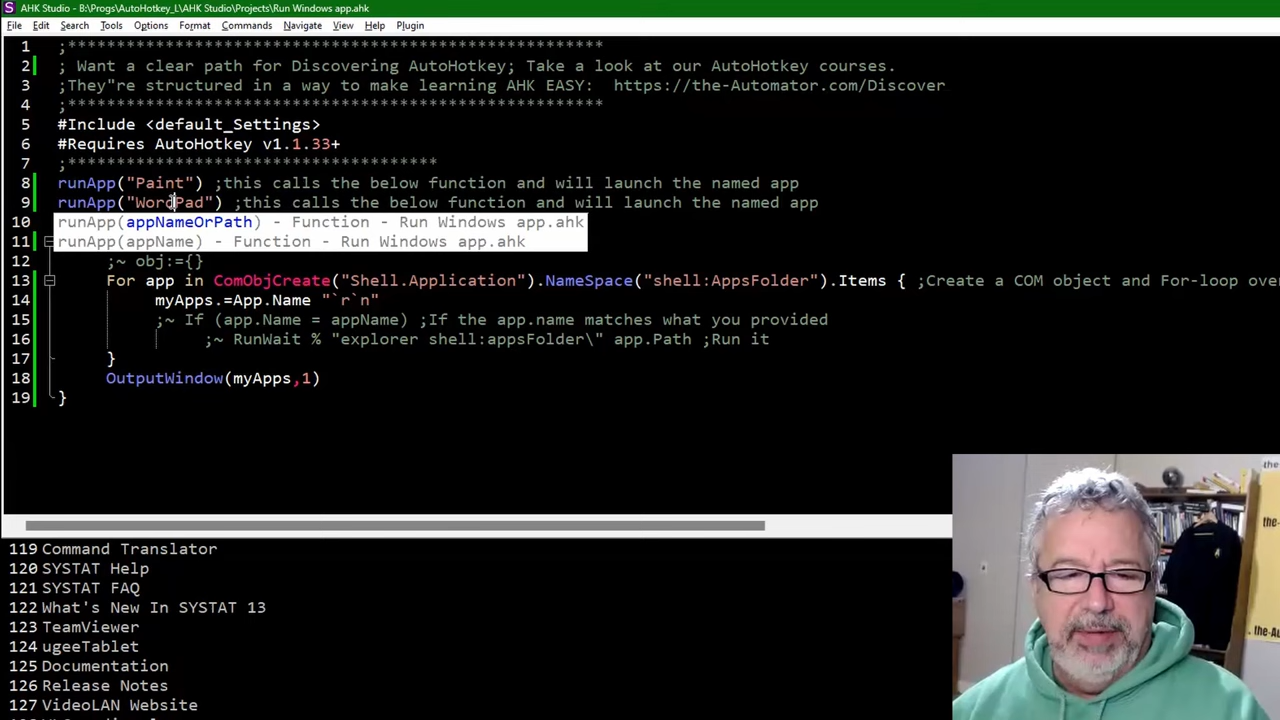 AHK Studio - B:\Progs\AutoHotkey_L\AHK Studio\Projects\Run Windows app.ahk
File Edit Search Tools Options Format Commands Navigate View Help Plugin
1 ;*******************************************************
2 ; Want a clear path for Discovering AutoHotkey; Take a look at our AutoHotkey courses.
3 ;They"re structured in a way to make learning AHK EASY: https://the-Automator.com/Discover
4 ;*******************************************************
5 #Include <default_Settings>
6 #Requires AutoHotkey v1.1.33+
7 ;**************************************
8 runApp("Paint") ;this calls the below function and will launch the named app
9 runApp("WordPad") ;this calls the below function and will launch the named app
10 runApp(appNameOrPath) - Function - Run Windows app.ahk
11 runApp(appName) - Function - Run Windows app.ahk
12 ;~ obj:={}
13 For app in ComObjCreate("Shell.Application").NameSpace("shell:AppsFolder").Items { ;Create a COM object and For-loop over
14 myApps.=App.Name "`r`n"
15 ;~ If (app.Name = appName) ;If the app.name matches what you provided
16 ;~ RunWait % "explorer shell:appsFolder\" app.Path ;Run it
17 }
18 OutputWindow(myApps,1)
19 }
119 Command Translator
120 SYSTAT Help
121 SYSTAT FAQ
122 What's New In SYSTAT 13
123 TeamViewer
124 ugeeTablet
125 Documentation
126 Release Notes
127 VideoLAN Website
the
the-
. the-Au